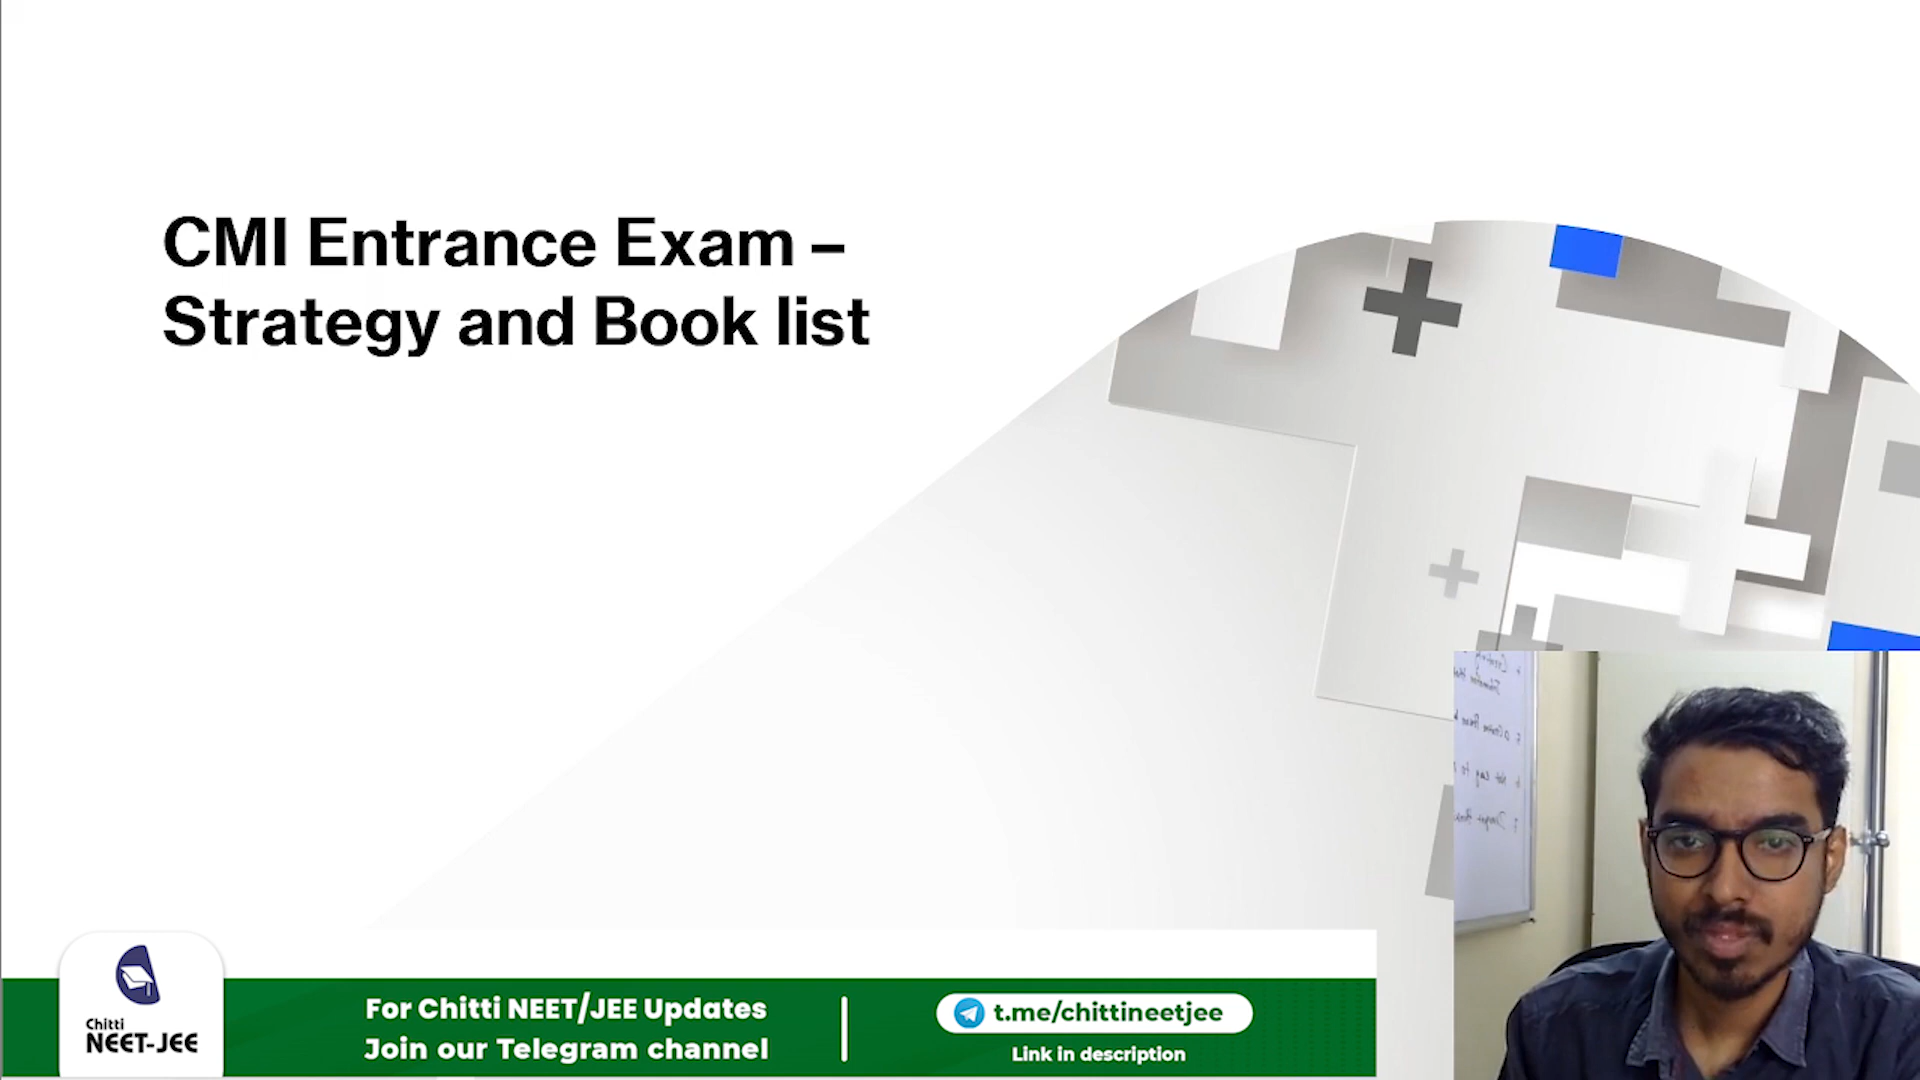 CMI Entrance Exam –
Strategy and Book list
Chitti
NEET-JEE
For Chitti NEET/JEE Updates
Join our Telegram channel
t.me/chittineetjee
Link in description